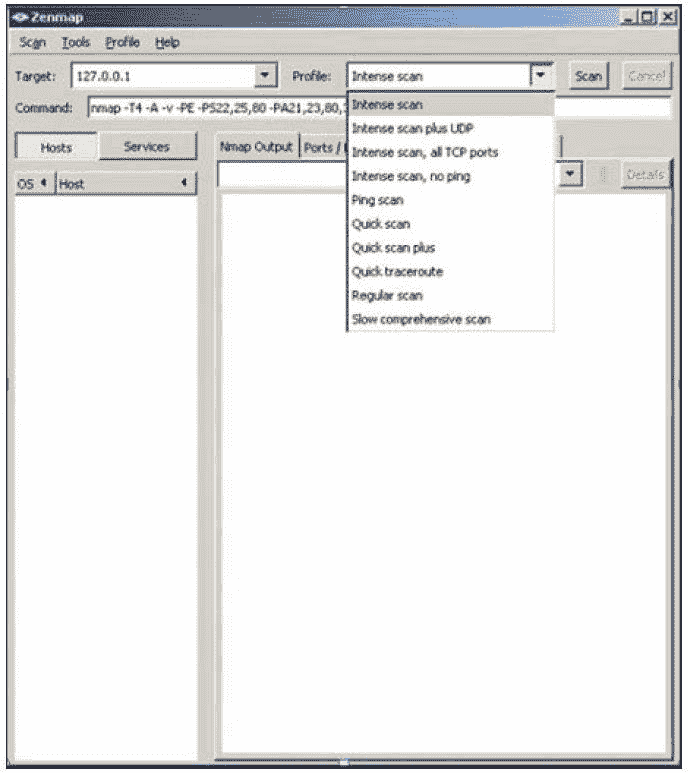 Zenmap
Scan Tools Profile Help
Target: 127.0.0.1 Profile: Intense scan Scan Cancel
Command: nmap -T4 -A -v -PE -PS22,25,80 -PA21,23,80,
Intense scan
Intense scan plus UDP
Intense scan, all TCP ports
Intense scan, no ping
Ping scan
Quick scan
Quick scan plus
Quick traceroute
Regular scan
Slow comprehensive scan
Hosts Services Nmap Output Ports /
OS Host Details